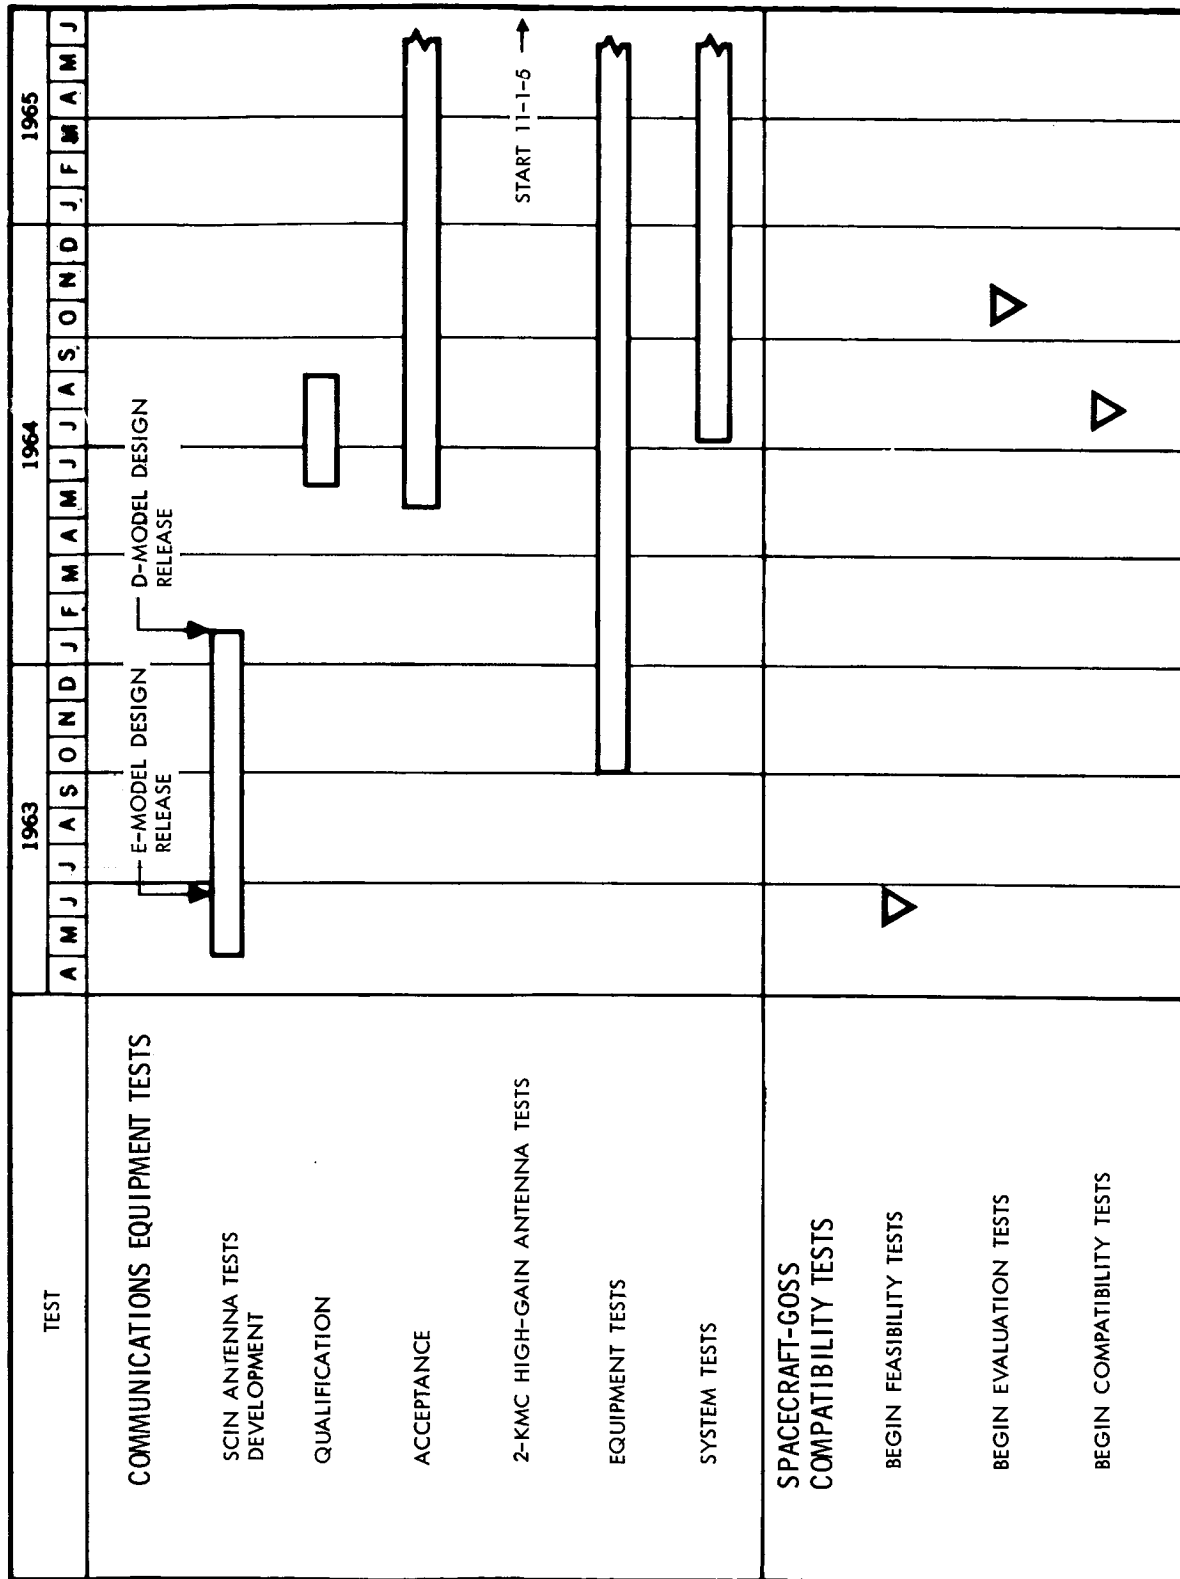 TEST
1963
1964
1965
A M J J A S O N D J F M A M J J A S O N D J F M A M J
COMMUNICATIONS EQUIPMENT TESTS
E-MODEL DESIGN
RELEASE
D-MODEL DESIGN
RELEASE
SCIN ANTENNA TESTS
DEVELOPMENT
QUALIFICATION
ACCEPTANCE
2-KMC HIGH-GAIN ANTENNA TESTS
START 11-1-6
EQUIPMENT TESTS
SYSTEM TESTS
SPACECRAFT-GOSS
COMPATIBILITY TESTS
BEGIN FEASIBILITY TESTS
BEGIN EVALUATION TESTS
BEGIN COMPATIBILITY TESTS